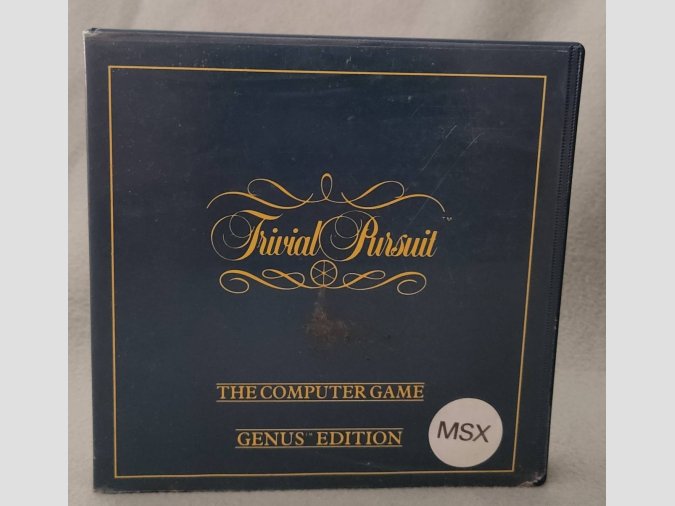 Trivial Pursuit™
THE COMPUTER GAME
GENUS™ EDITION
MSX